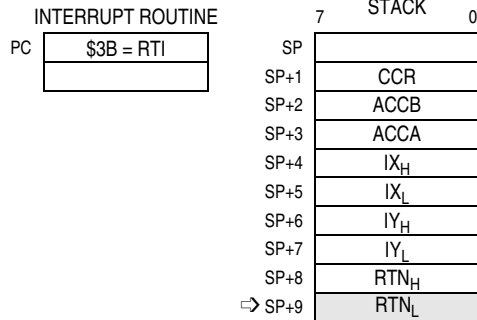 INTERRUPT ROUTINE
PC $3B = RTI
7 STACK 0
SP
SP+1 CCR
SP+2 ACCB
SP+3 ACCA
SP+4 IXH
SP+5 IXL
SP+6 IYH
SP+7 IYL
SP+8 RTNH
⇨ SP+9 RTNL